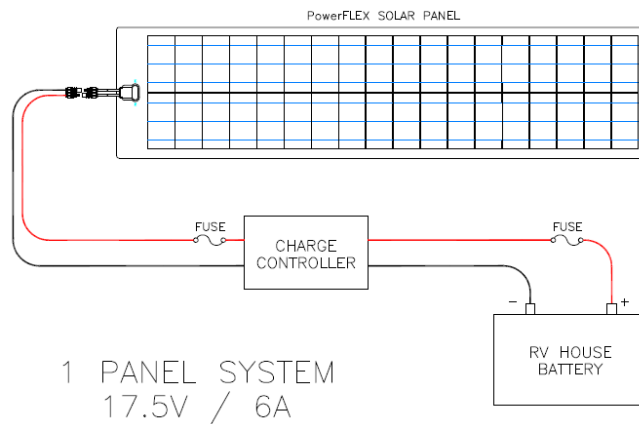 PowerFLEX SOLAR PANEL
FUSE
FUSE
CHARGE
CONTROLLER
- +
RV HOUSE
BATTERY
1 PANEL SYSTEM
17.5V / 6A